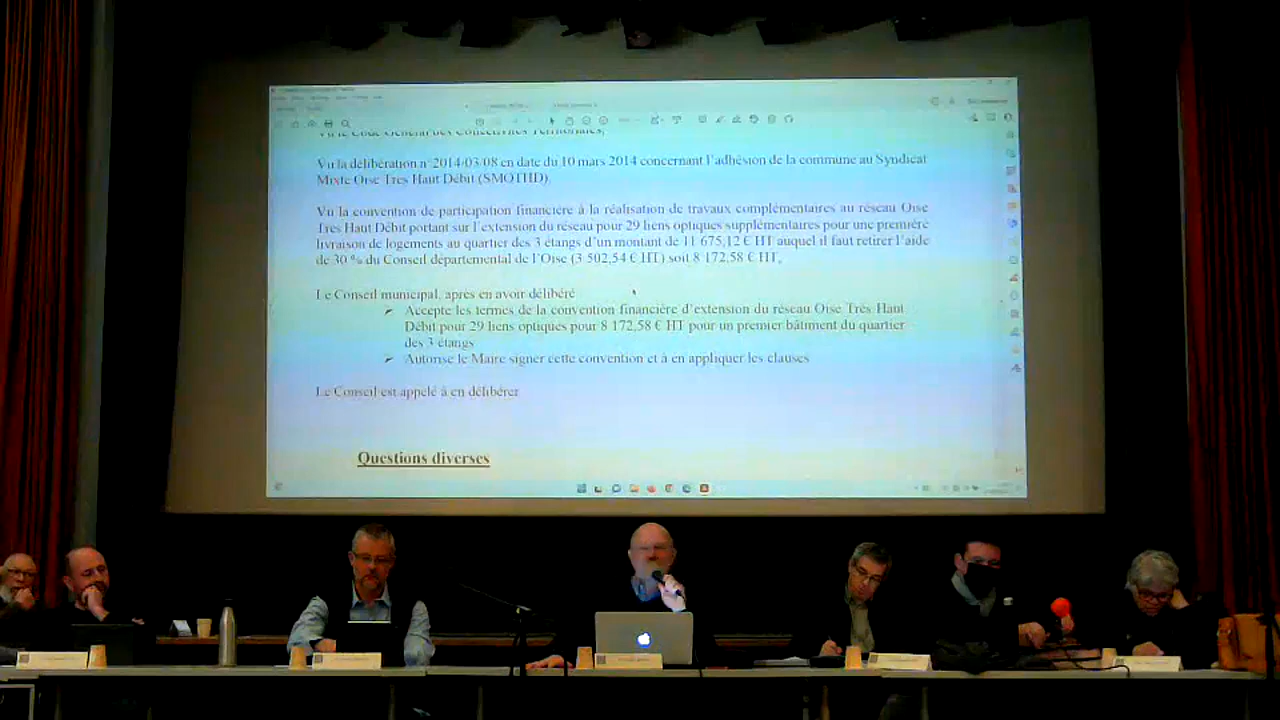 Vu le Code Général des Collectivités Territoriales,
Vu la délibération n° 2014/03/08 en date du 10 mars 2014 concernant l'adhésion de la commune au Syndicat
Mixte Oise Très Haut Débit (SMOTHD).
Vu la convention de participation financière à la réalisation de travaux complémentaires au réseau Oise
Très Haut Débit portant sur l'extension du réseau pour 29 liens optiques supplémentaires pour une première
livraison de logements au quartier des 3 étangs d'un montant de 11 675,12 € HT auquel il faut retirer l'aide
de 30 % du Conseil départemental de l'Oise (3 502,54 € HT) soit 8 172,58 € HT,
Le Conseil municipal, après en avoir délibéré
➢ Accepte les termes de la convention financière d'extension du réseau Oise Très Haut
Débit pour 29 liens optiques pour 8 172,58 € HT pour un premier bâtiment du quartier
des 3 étangs
➢ Autorise le Maire signer cette convention et à en appliquer les clauses
Le Conseil est appelé à en délibérer
Questions diverses